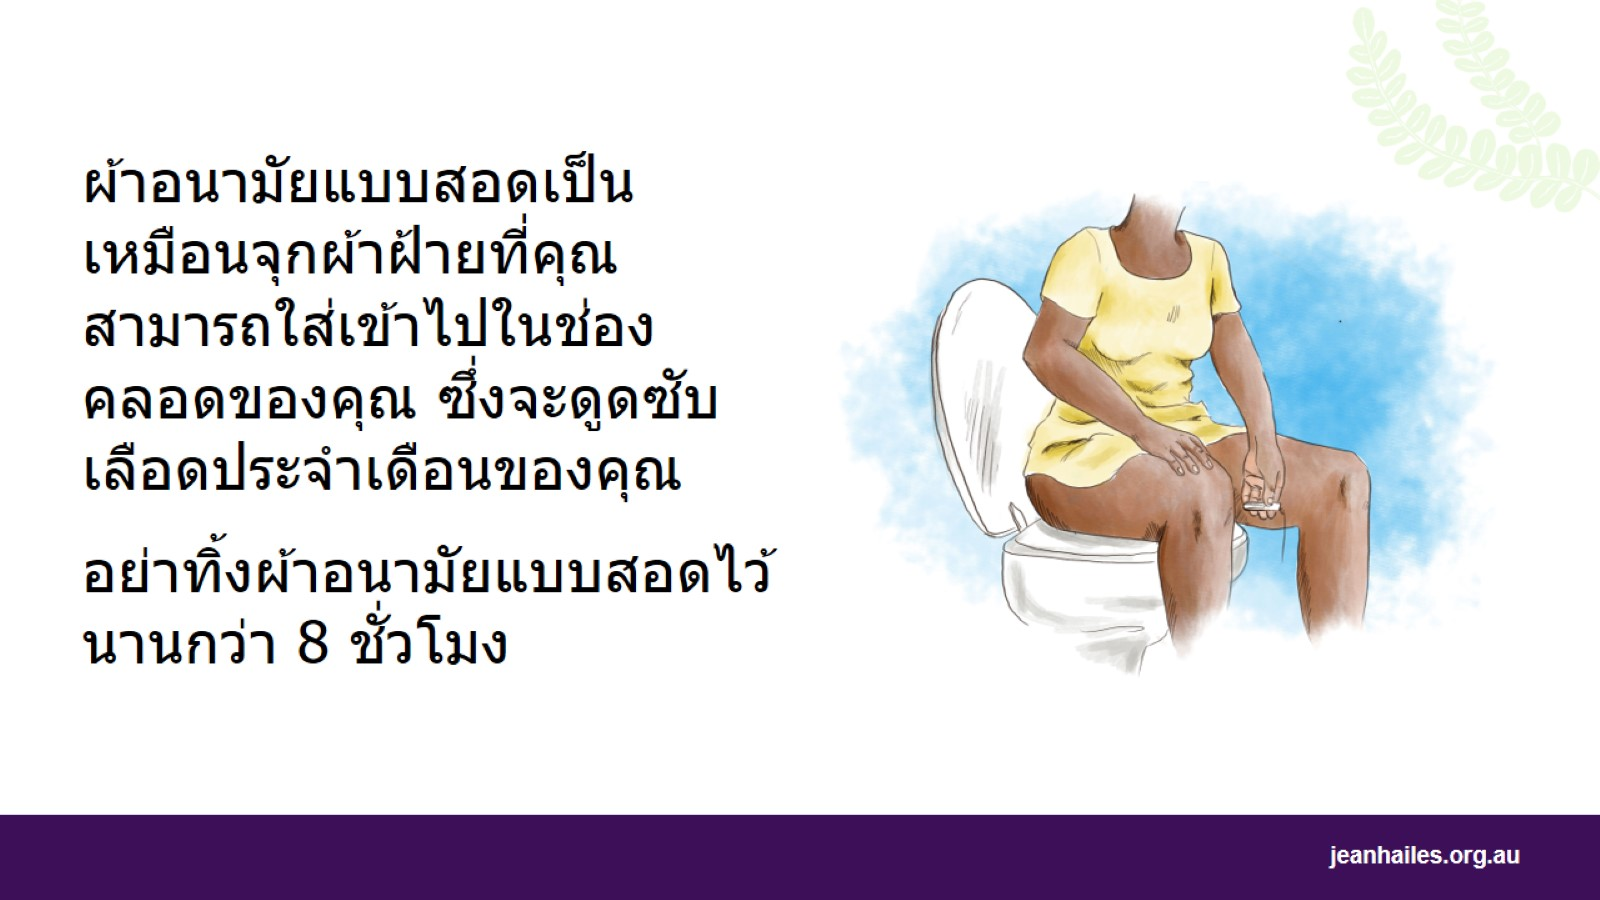 ผ้าอนามัยแบบสอดเป็น
เหมือนจุกผ้าฝ้ายที่คุณ
สามารถใส่เข้าไปในช่อง
คลอดของคุณ ซึ่งจะดูดซับ
เลือดประจำเดือนของคุณ
อย่าทิ้งผ้าอนามัยแบบสอดไว้
นานกว่า 8 ชั่วโมง
jeanhailes.org.au